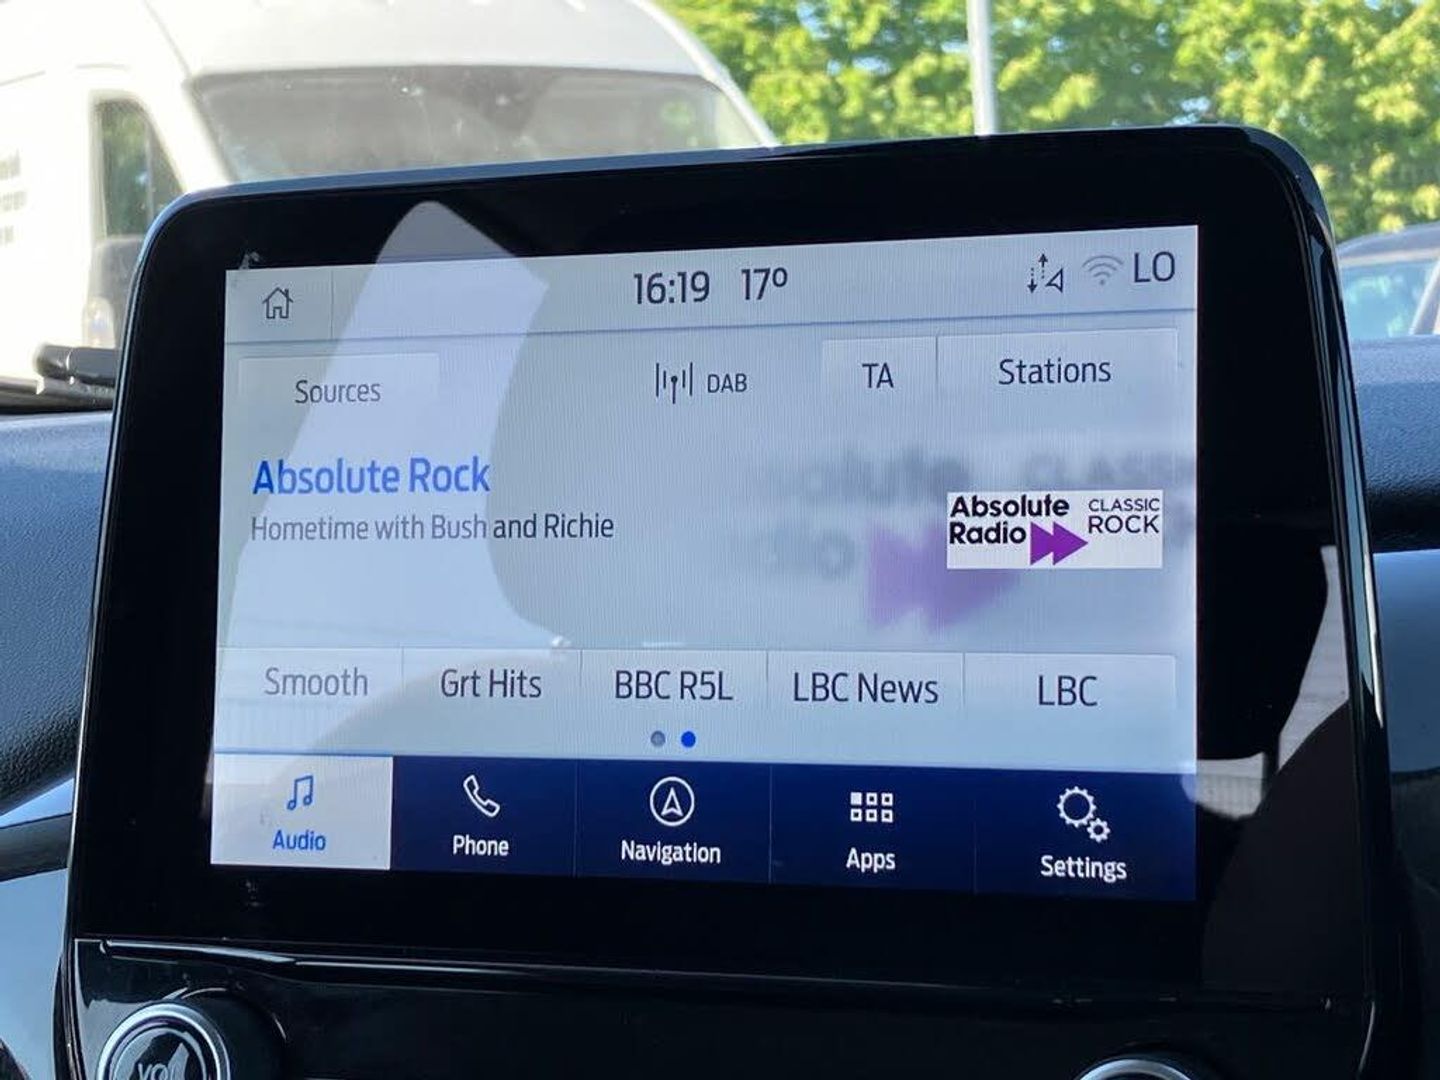 16:19 17º LO
Sources DAB TA Stations
Absolute Rock
Hometime with Bush and Richie
Absolute
Radio
CLASSIC
ROCK
Smooth Grt Hits BBC R5L LBC News LBC
Audio Phone Navigation Apps Settings